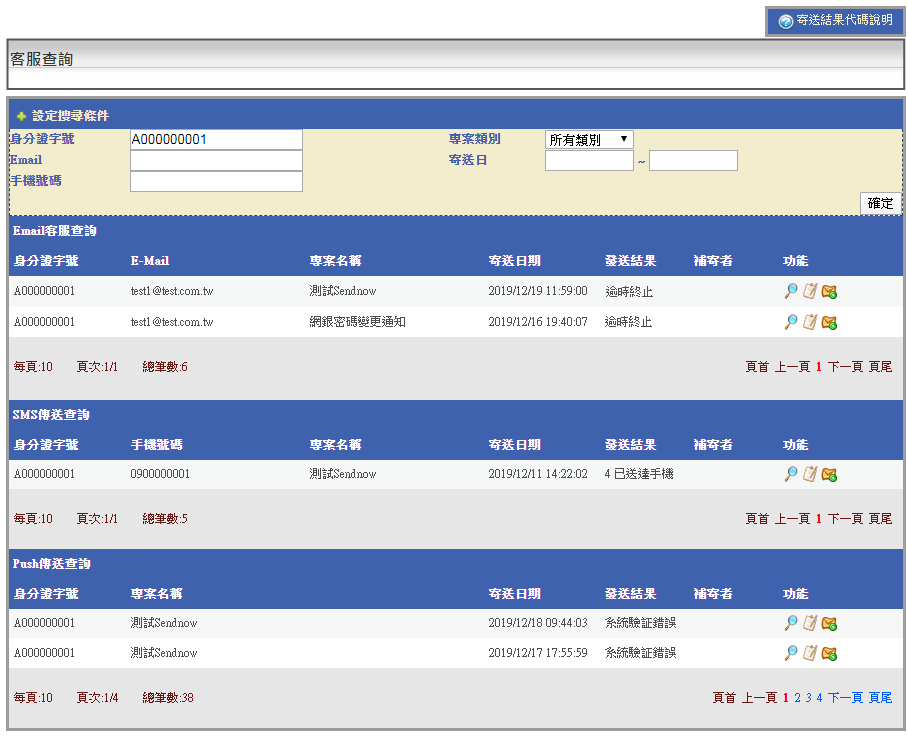 寄送結果代碼說明
客服查詢
設定搜尋條件
身分證字號 A000000001 專案類別 所有類別
Email 寄送日 ~
手機號碼
確定
Email客服查詢
身分證字號 E-Mail 專案名稱 寄送日期 發送結果 補寄者 功能
A000000001 test1@test.com.tw 測試Sendnow 2019/12/19 11:59:00 逾時終止
A000000001 test1@test.com.tw 網銀密碼變更通知 2019/12/16 19:40:07 逾時終止
每頁:10 頁次:1/1 總筆數:6 頁首 上一頁 1 下一頁 頁尾
SMS傳送查詢
身分證字號 手機號碼 專案名稱 寄送日期 發送結果 補寄者 功能
A000000001 0900000001 測試Sendnow 2019/12/11 14:22:02 4 已送達手機
每頁:10 頁次:1/1 總筆數:5 頁首 上一頁 1 下一頁 頁尾
Push傳送查詢
身分證字號 專案名稱 寄送日期 發送結果 補寄者 功能
A000000001 測試Sendnow 2019/12/18 09:44:03 系統驗証錯誤
A000000001 測試Sendnow 2019/12/17 17:55:59 系統驗証錯誤
每頁:10 頁次:1/4 總筆數:38 頁首 上一頁 1 2 3 4 下一頁 頁尾